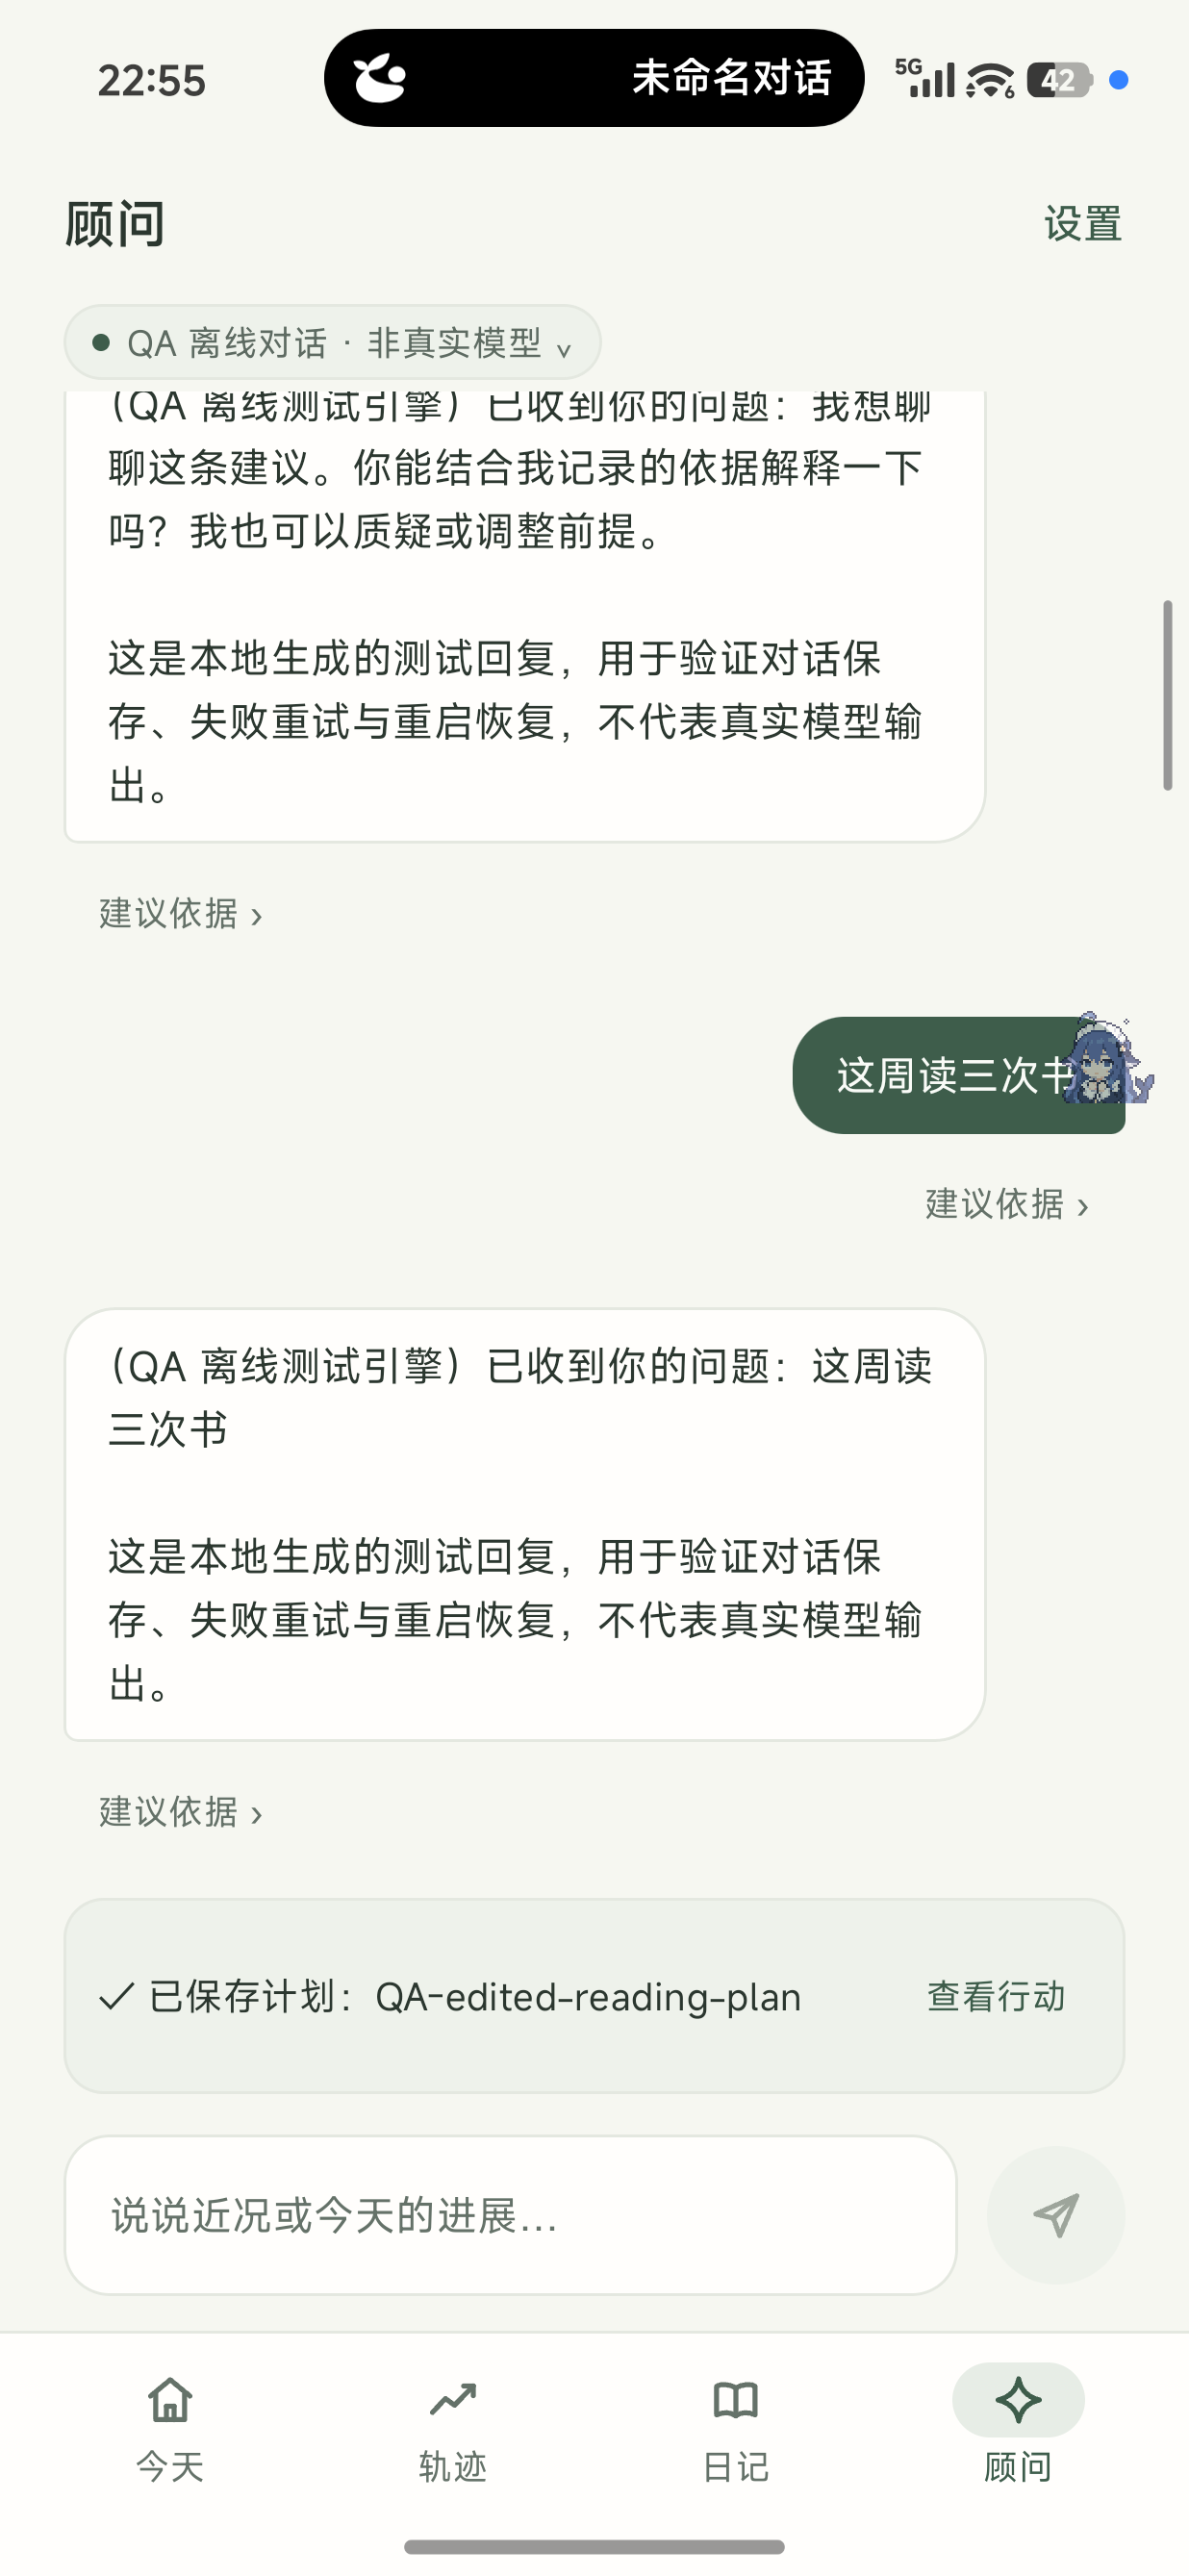 22:55
未命名对话
5G
6
42
顾问
设置
QA 离线对话 · 非真实模型
（QA 离线测试引擎）已收到你的问题：我想聊
聊这条建议。你能结合我记录的依据解释一下
吗？我也可以质疑或调整前提。
这是本地生成的测试回复，用于验证对话保
存、失败重试与重启恢复，不代表真实模型输
出。
建议依据 ›
这周读三次书
建议依据 ›
（QA 离线测试引擎）已收到你的问题：这周读
三次书
这是本地生成的测试回复，用于验证对话保
存、失败重试与重启恢复，不代表真实模型输
出。
建议依据 ›
✓ 已保存计划：QA-edited-reading-plan
查看行动
说说近况或今天的进展...
今天
轨迹
日记
顾问